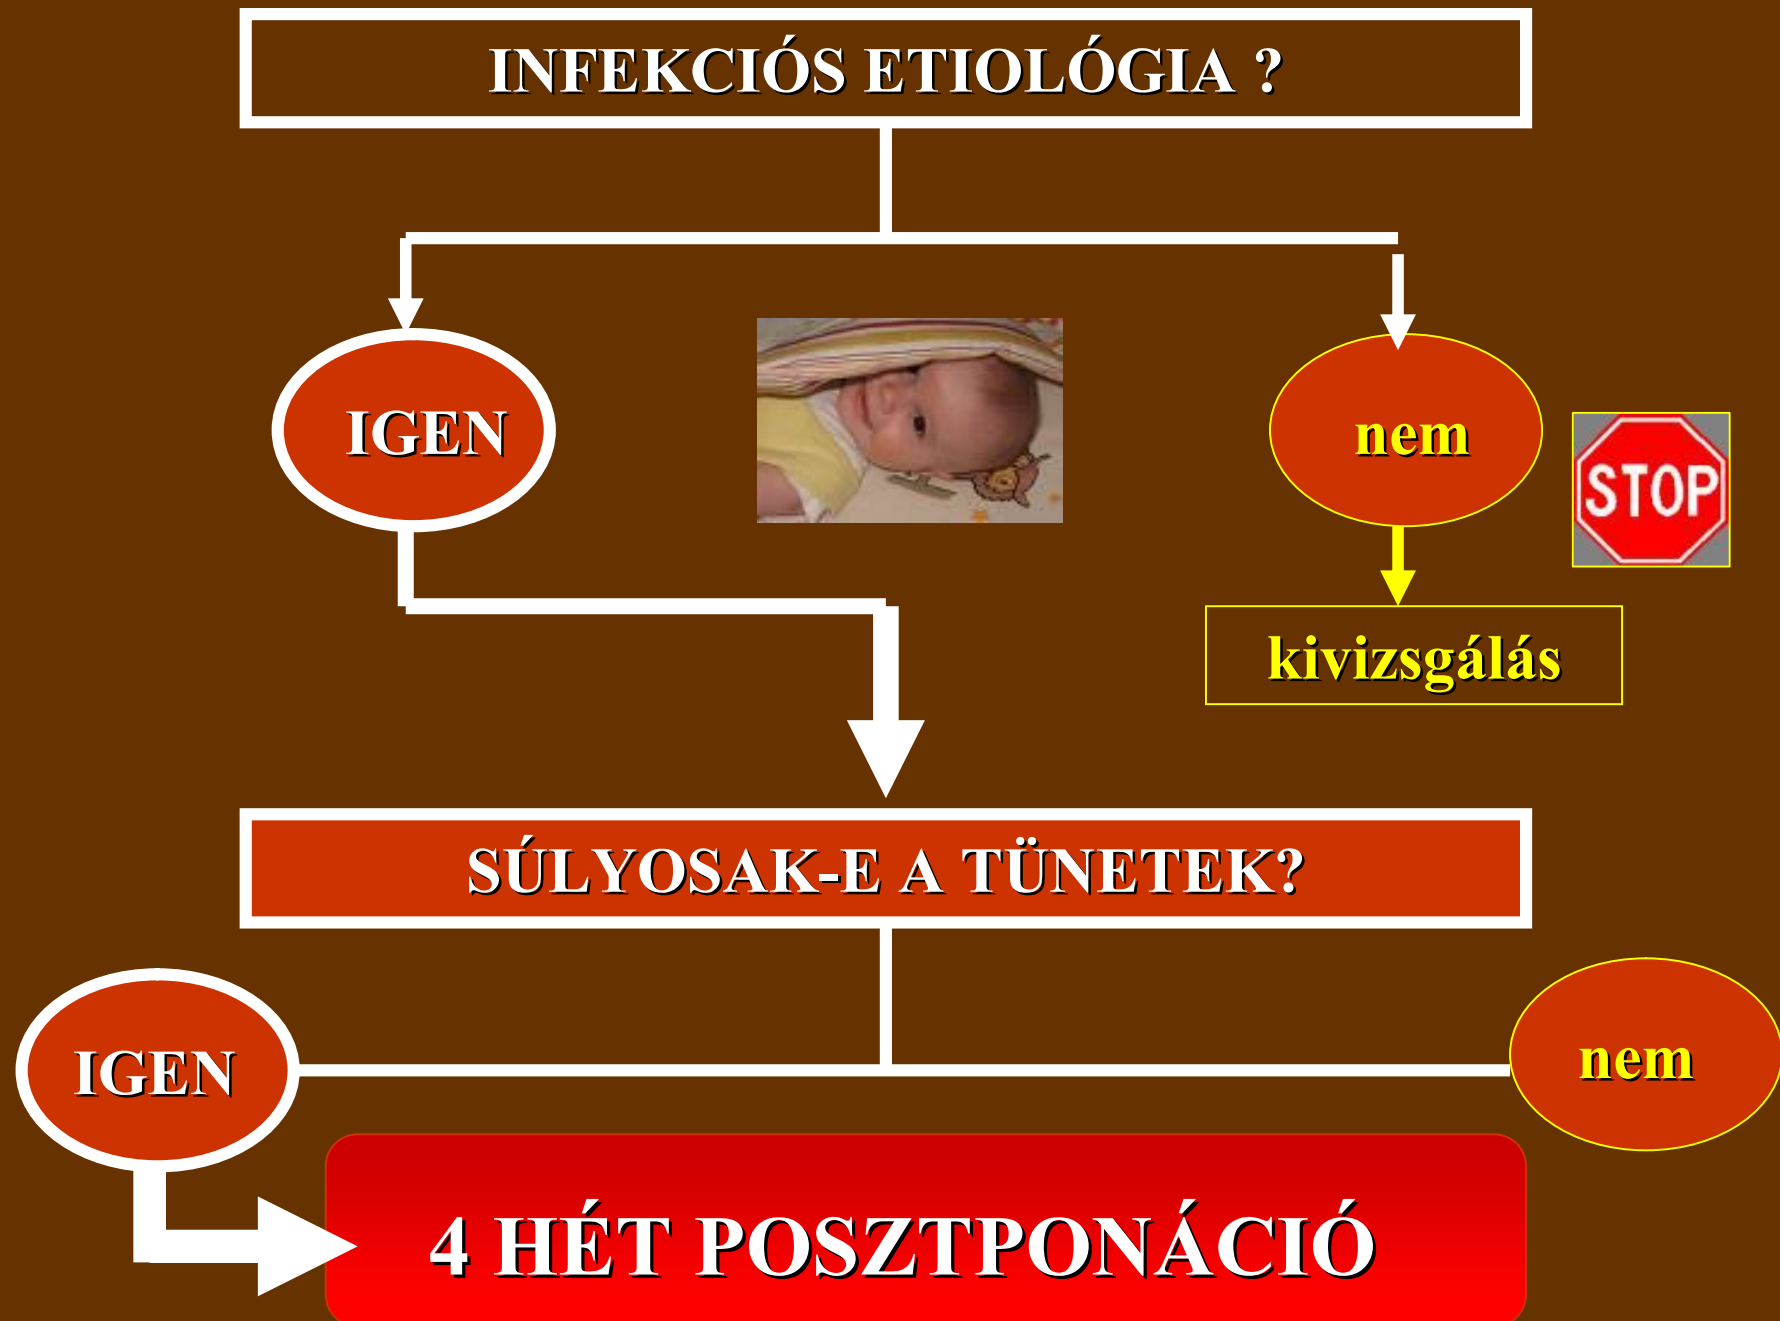 INFEKCIÓS ETIOLÓGIA ?
IGEN
nem
STOP
kivizsgálás
SÚLYOSAK-E A TÜNETEK?
IGEN
nem
4 HÉT POSZTPONÁCIÓ